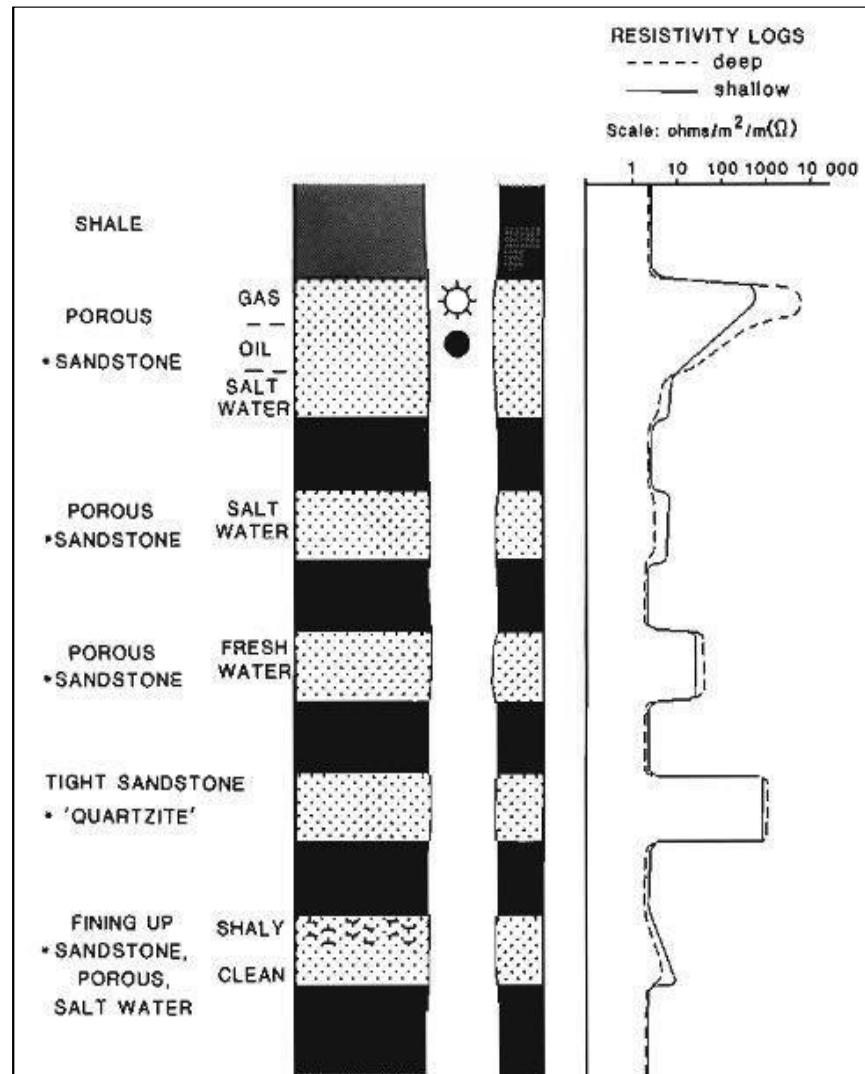 RESISTIVITY LOGS
deep
shallow
Scale: ohms/m²/m(Ω)
1 10 100 1000 10 000
SHALE
GAS
POROUS
* SANDSTONE
OIL
SALT
WATER
POROUS
* SANDSTONE
SALT
WATER
POROUS
* SANDSTONE
FRESH
WATER
TIGHT SANDSTONE
* 'QUARTZITE'
FINING UP
* SANDSTONE,
POROUS,
SALT WATER
SHALY
CLEAN